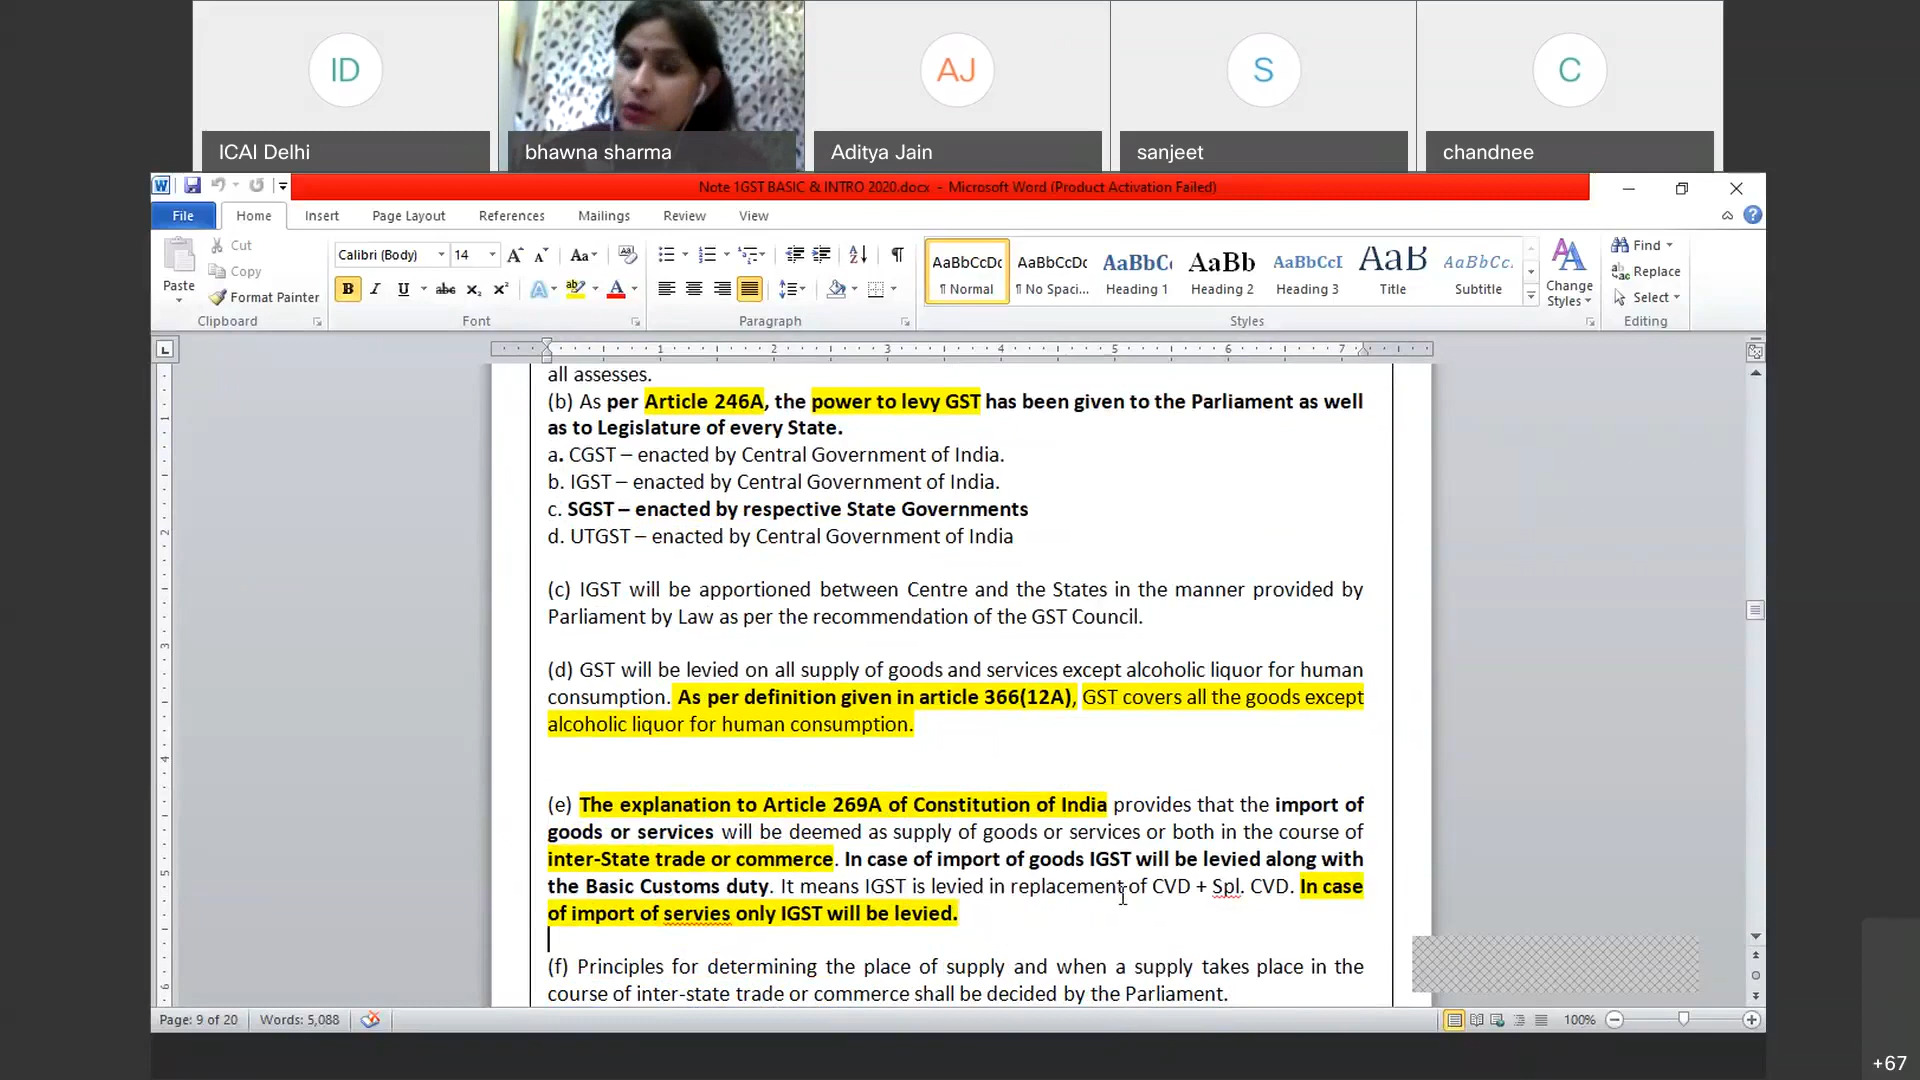 ID
AJ
S
C
ICAI Delhi
bhawna sharma
Aditya Jain
sanjeet
chandnee
Note 1GST BASIC & INTRO 2020.docx - Microsoft Word (Product Activation Failed)
File
Home
Insert
Page Layout
References
Mailings
Review
View
Paste
Cut
Copy
Format Painter
Clipboard
Calibri (Body)
14
Font
Paragraph
AaBbCcDc
¶ Normal
AaBbCcDc
¶ No Spaci...
AaBbC
Heading 1
AaBb
Heading 2
AaBbCcI
Heading 3
AaB
Title
AaBbCc.
Subtitle
Change
Styles
Styles
Find
Replace
Select
Editing
1 2 3 4 5 6 7
all assesses.
(b) As per Article 246A, the power to levy GST has been given to the Parliament as well
as to Legislature of every State.
a. CGST – enacted by Central Government of India.
b. IGST – enacted by Central Government of India.
c. SGST – enacted by respective State Governments
d. UTGST – enacted by Central Government of India
(c) IGST will be apportioned between Centre and the States in the manner provided by
Parliament by Law as per the recommendation of the GST Council.
(d) GST will be levied on all supply of goods and services except alcoholic liquor for human
consumption. As per definition given in article 366(12A), GST covers all the goods except
alcoholic liquor for human consumption.
(e) The explanation to Article 269A of Constitution of India provides that the import of
goods or services will be deemed as supply of goods or services or both in the course of
inter-State trade or commerce. In case of import of goods IGST will be levied along with
the Basic Customs duty. It means IGST is levied in replacement of CVD + Spl. CVD. In case
of import of servies only IGST will be levied.
(f) Principles for determining the place of supply and when a supply takes place in the
course of inter-state trade or commerce shall be decided by the Parliament.
Page: 9 of 20
Words: 5,088
100%
+67